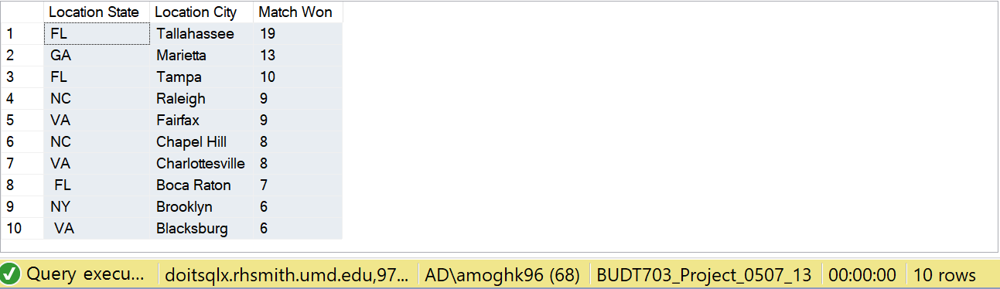 Location State Location City Match Won
1 FL Tallahassee 19
2 GA Marietta 13
3 FL Tampa 10
4 NC Raleigh 9
5 VA Fairfax 9
6 NC Chapel Hill 8
7 VA Charlottesville 8
8 FL Boca Raton 7
9 NY Brooklyn 6
10 VA Blacksburg 6
Query execu... doitsqlx.rhsmith.umd.edu,97... AD\amoghk96 (68) BUDT703_Project_0507_13 00:00:00 10 rows